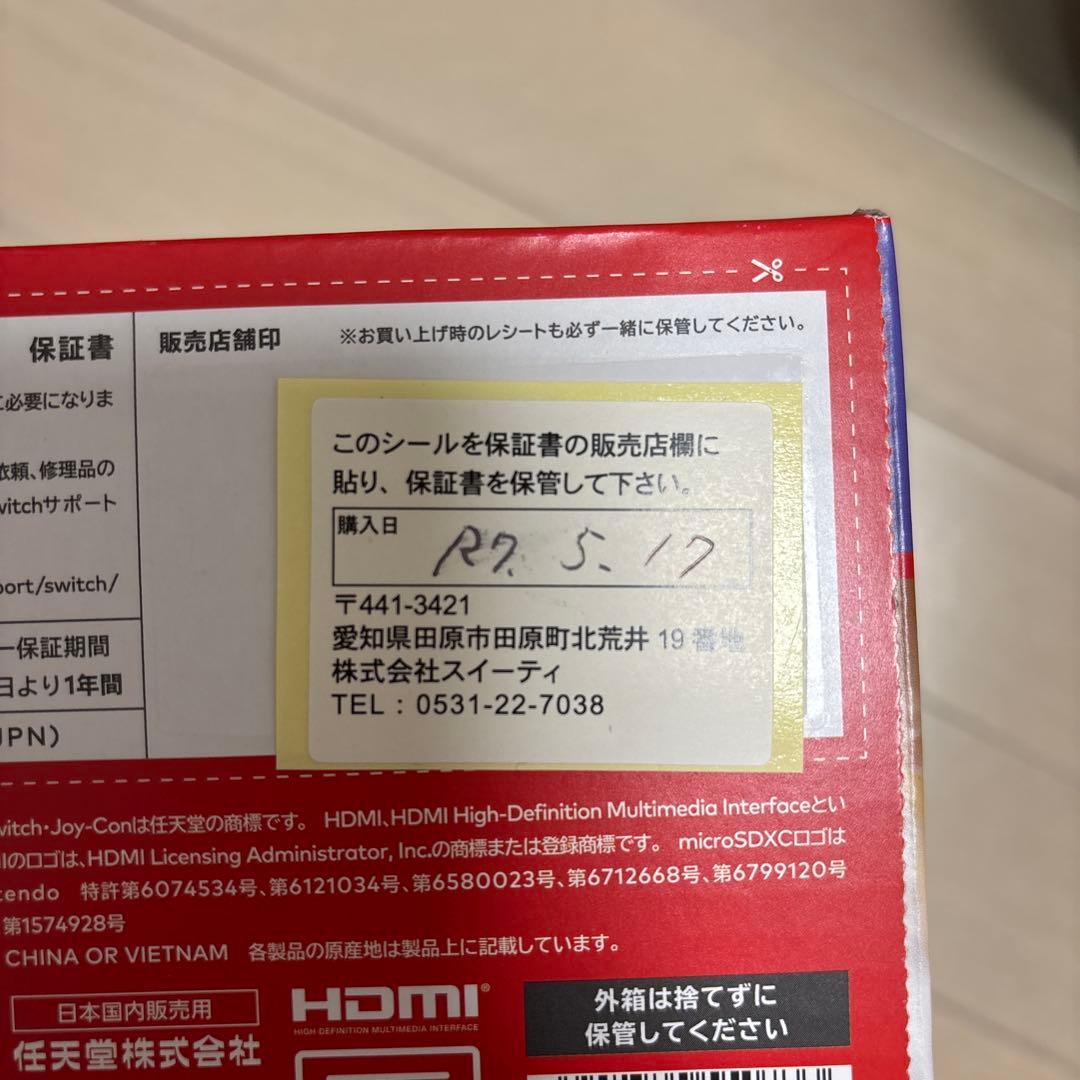 保証書
販売店舗印
※お買い上げ時のレシートも必ず一緒に保管してください。
に必要になりま
依頼、修理品の
witchサポート
port/switch/
ー保証期間
日より1年間
JPN)
このシールを保証書の販売店欄に
貼り、保証書を保管して下さい。
購入日
R7. 5. 17
〒441-3421
愛知県田原市田原町北荒井 19 番地
株式会社スイーティ
TEL : 0531-22-7038
witch・Joy-Conは任天堂の商標です。 HDMI、HDMI High-Definition Multimedia Interfaceとい
Iのロゴは、HDMI Licensing Administrator, Inc.の商標または登録商標です。 microSDXCロゴは
tendo 特許第6074534号、第6121034号、第6580023号、第6712668号、第6799120号
第1574928号
CHINA OR VIETNAM 各製品の原産地は製品上に記載しています。
日本国内販売用
任天堂株式会社
HDMI®
HIGH-DEFINITION MULTIMEDIA INTERFACE
外箱は捨てずに
保管してください